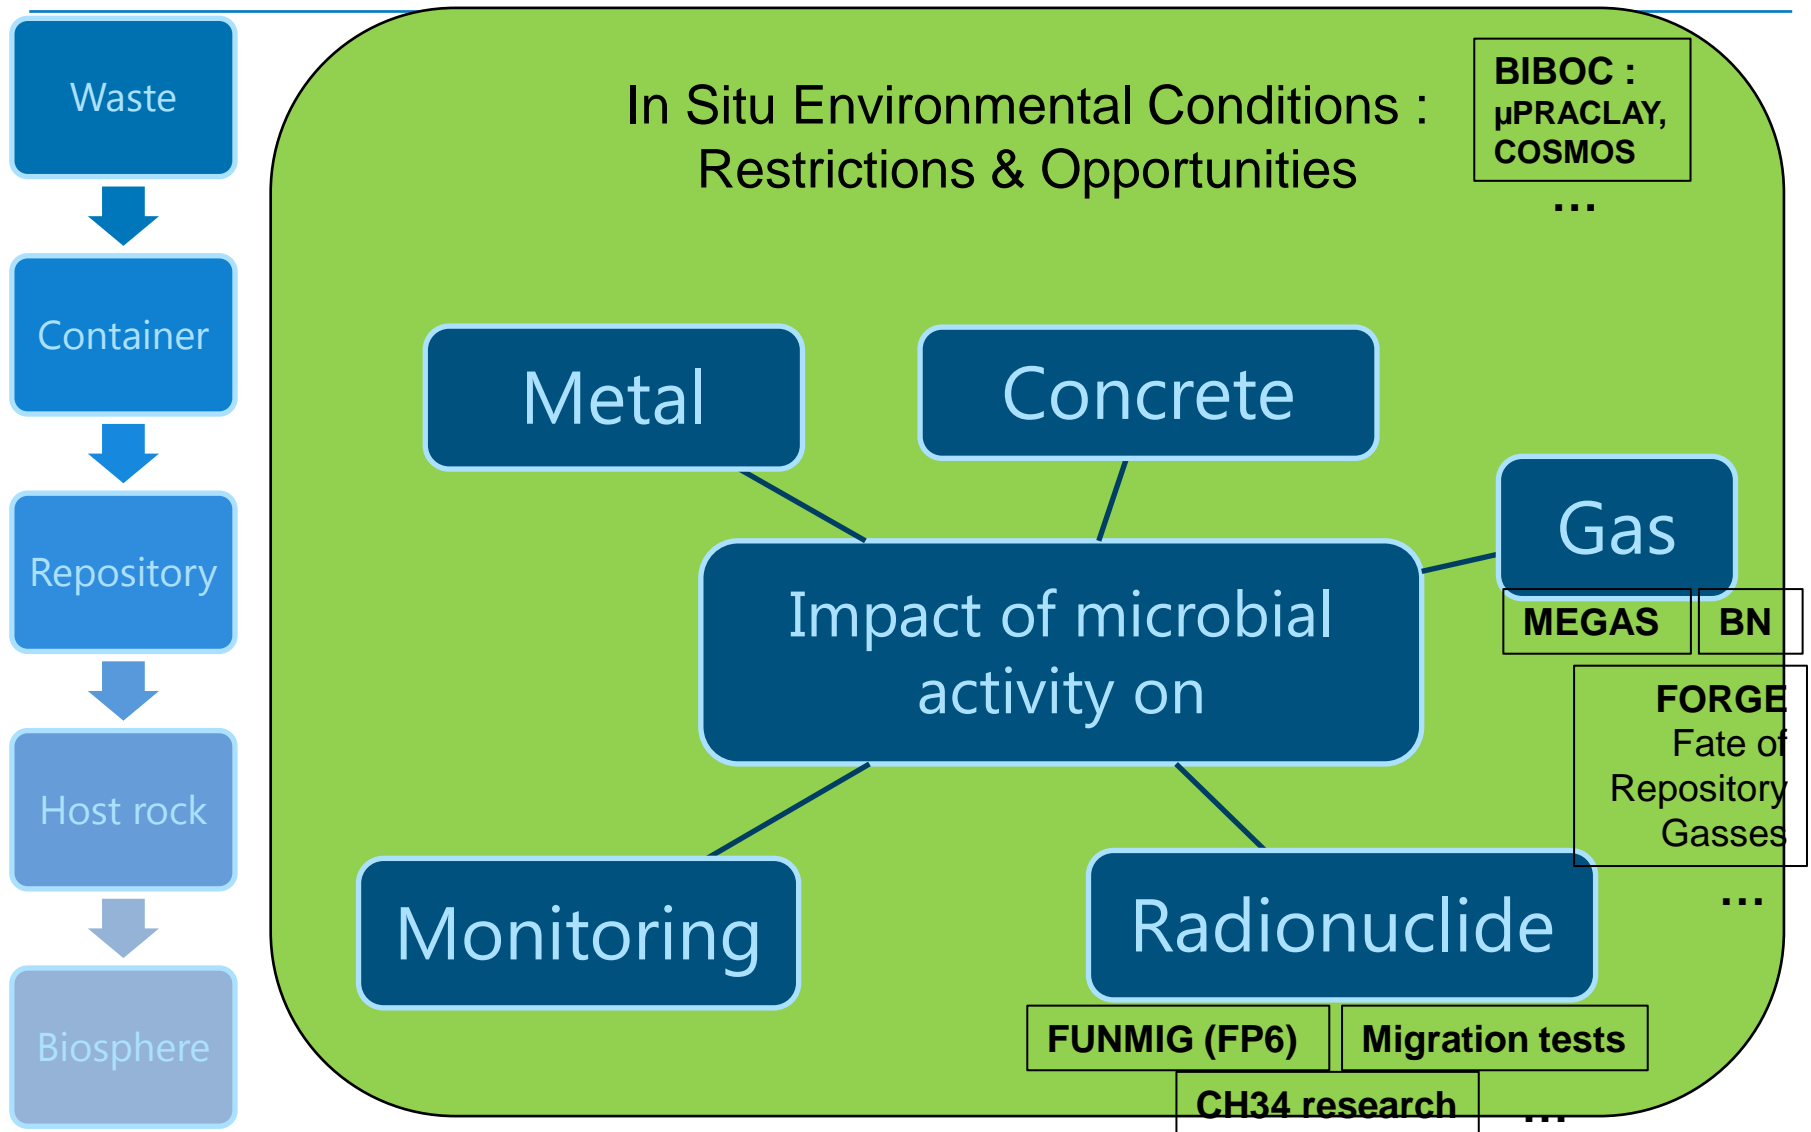 Waste
Container
Repository
Host rock
Biosphere
In Situ Environmental Conditions :
Restrictions & Opportunities
BIBOC :
µPRACLAY,
COSMOS
...
Metal
Concrete
Gas
Impact of microbial
activity on
MEGAS
BN
FORGE
Fate of
Repository
Gasses
...
Monitoring
Radionuclide
FUNMIG (FP6)
Migration tests
CH34 research
...